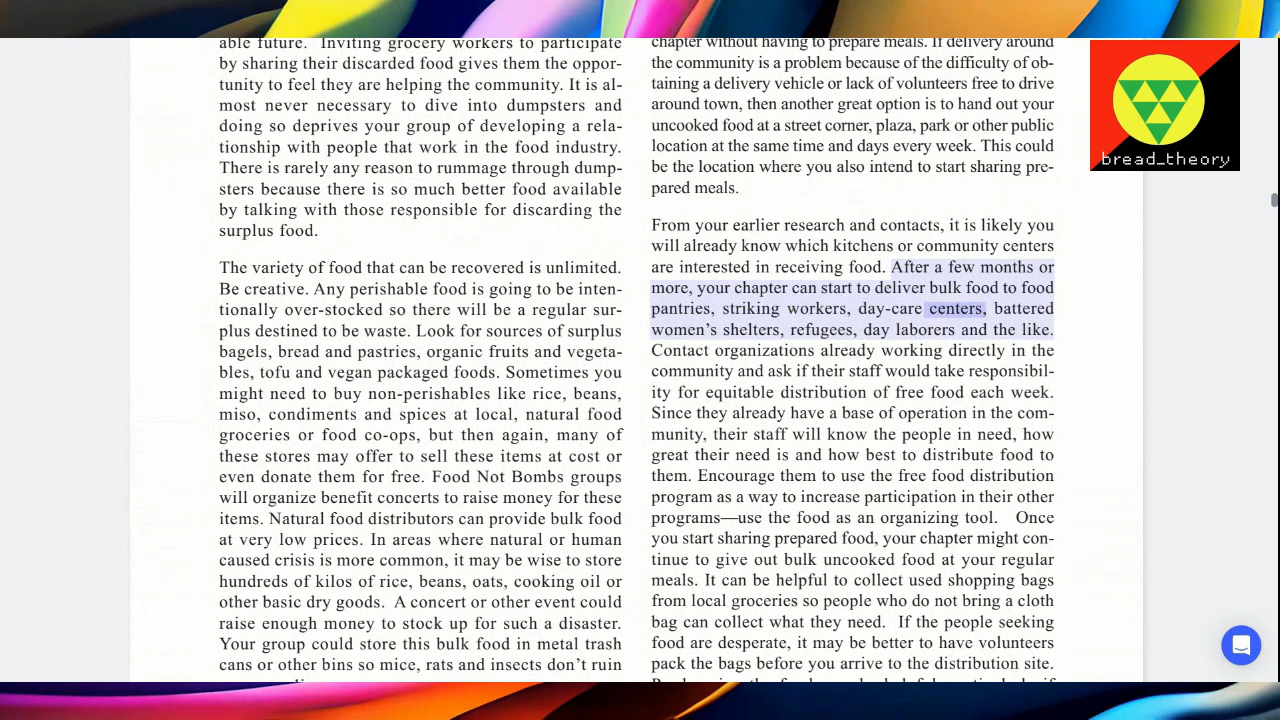 able future. Inviting grocery workers to participate
by sharing their discarded food gives them the oppor-
tunity to feel they are helping the community. It is al-
most never necessary to dive into dumpsters and
doing so deprives your group of developing a rela-
tionship with people that work in the food industry.
There is rarely any reason to rummage through dump-
sters because there is so much better food available
by talking with those responsible for discarding the
surplus food.
The variety of food that can be recovered is unlimited.
Be creative. Any perishable food is going to be inten-
tionally over-stocked so there will be a regular sur-
plus destined to be waste. Look for sources of surplus
bagels, bread and pastries, organic fruits and vegeta-
bles, tofu and vegan packaged foods. Sometimes you
might need to buy non-perishables like rice, beans,
miso, condiments and spices at local, natural food
groceries or food co-ops, but then again, many of
these stores may offer to sell these items at cost or
even donate them for free. Food Not Bombs groups
will organize benefit concerts to raise money for these
items. Natural food distributors can provide bulk food
at very low prices. In areas where natural or human
caused crisis is more common, it may be wise to store
hundreds of kilos of rice, beans, oats, cooking oil or
other basic dry goods. A concert or other event could
raise enough money to stock up for such a disaster.
Your group could store this bulk food in metal trash
cans or other bins so mice, rats and insects don't ruin
chapter without having to prepare meals. If delivery around
the community is a problem because of the difficulty of ob-
taining a delivery vehicle or lack of volunteers free to drive
around town, then another great option is to hand out your
uncooked food at a street corner, plaza, park or other public
location at the same time and days every week. This could
be the location where you also intend to start sharing pre-
pared meals.
From your earlier research and contacts, it is likely you
will already know which kitchens or community centers
are interested in receiving food. After a few months or
more, your chapter can start to deliver bulk food to food
pantries, striking workers, day-care centers, battered
women's shelters, refugees, day laborers and the like.
Contact organizations already working directly in the
community and ask if their staff would take responsibil-
ity for equitable distribution of free food each week.
Since they already have a base of operation in the com-
munity, their staff will know the people in need, how
great their need is and how best to distribute food to
them. Encourage them to use the free food distribution
program as a way to increase participation in their other
programs—use the food as an organizing tool. Once
you start sharing prepared food, your chapter might con-
tinue to give out bulk uncooked food at your regular
meals. It can be helpful to collect used shopping bags
from local groceries so people who do not bring a cloth
bag can collect what they need. If the people seeking
food are desperate, it may be better to have volunteers
pack the bags before you arrive to the distribution site.
bread_theory